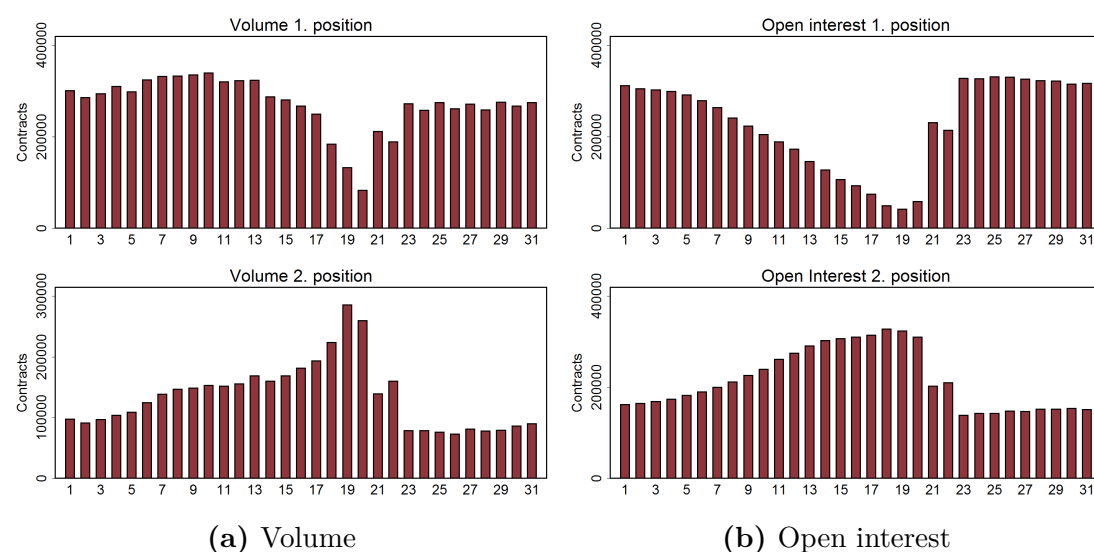 Volume 1. position
Contracts
0 200000 400000
1 3 5 7 9 11 13 15 17 19 21 23 25 27 29 31
Open interest 1. position
Contracts
0 200000 400000
1 3 5 7 9 11 13 15 17 19 21 23 25 27 29 31
Volume 2. position
Contracts
0 100000 200000 300000
1 3 5 7 9 11 13 15 17 19 21 23 25 27 29 31
Open Interest 2. position
Contracts
0 200000 400000
1 3 5 7 9 11 13 15 17 19 21 23 25 27 29 31
(a) Volume
(b) Open interest